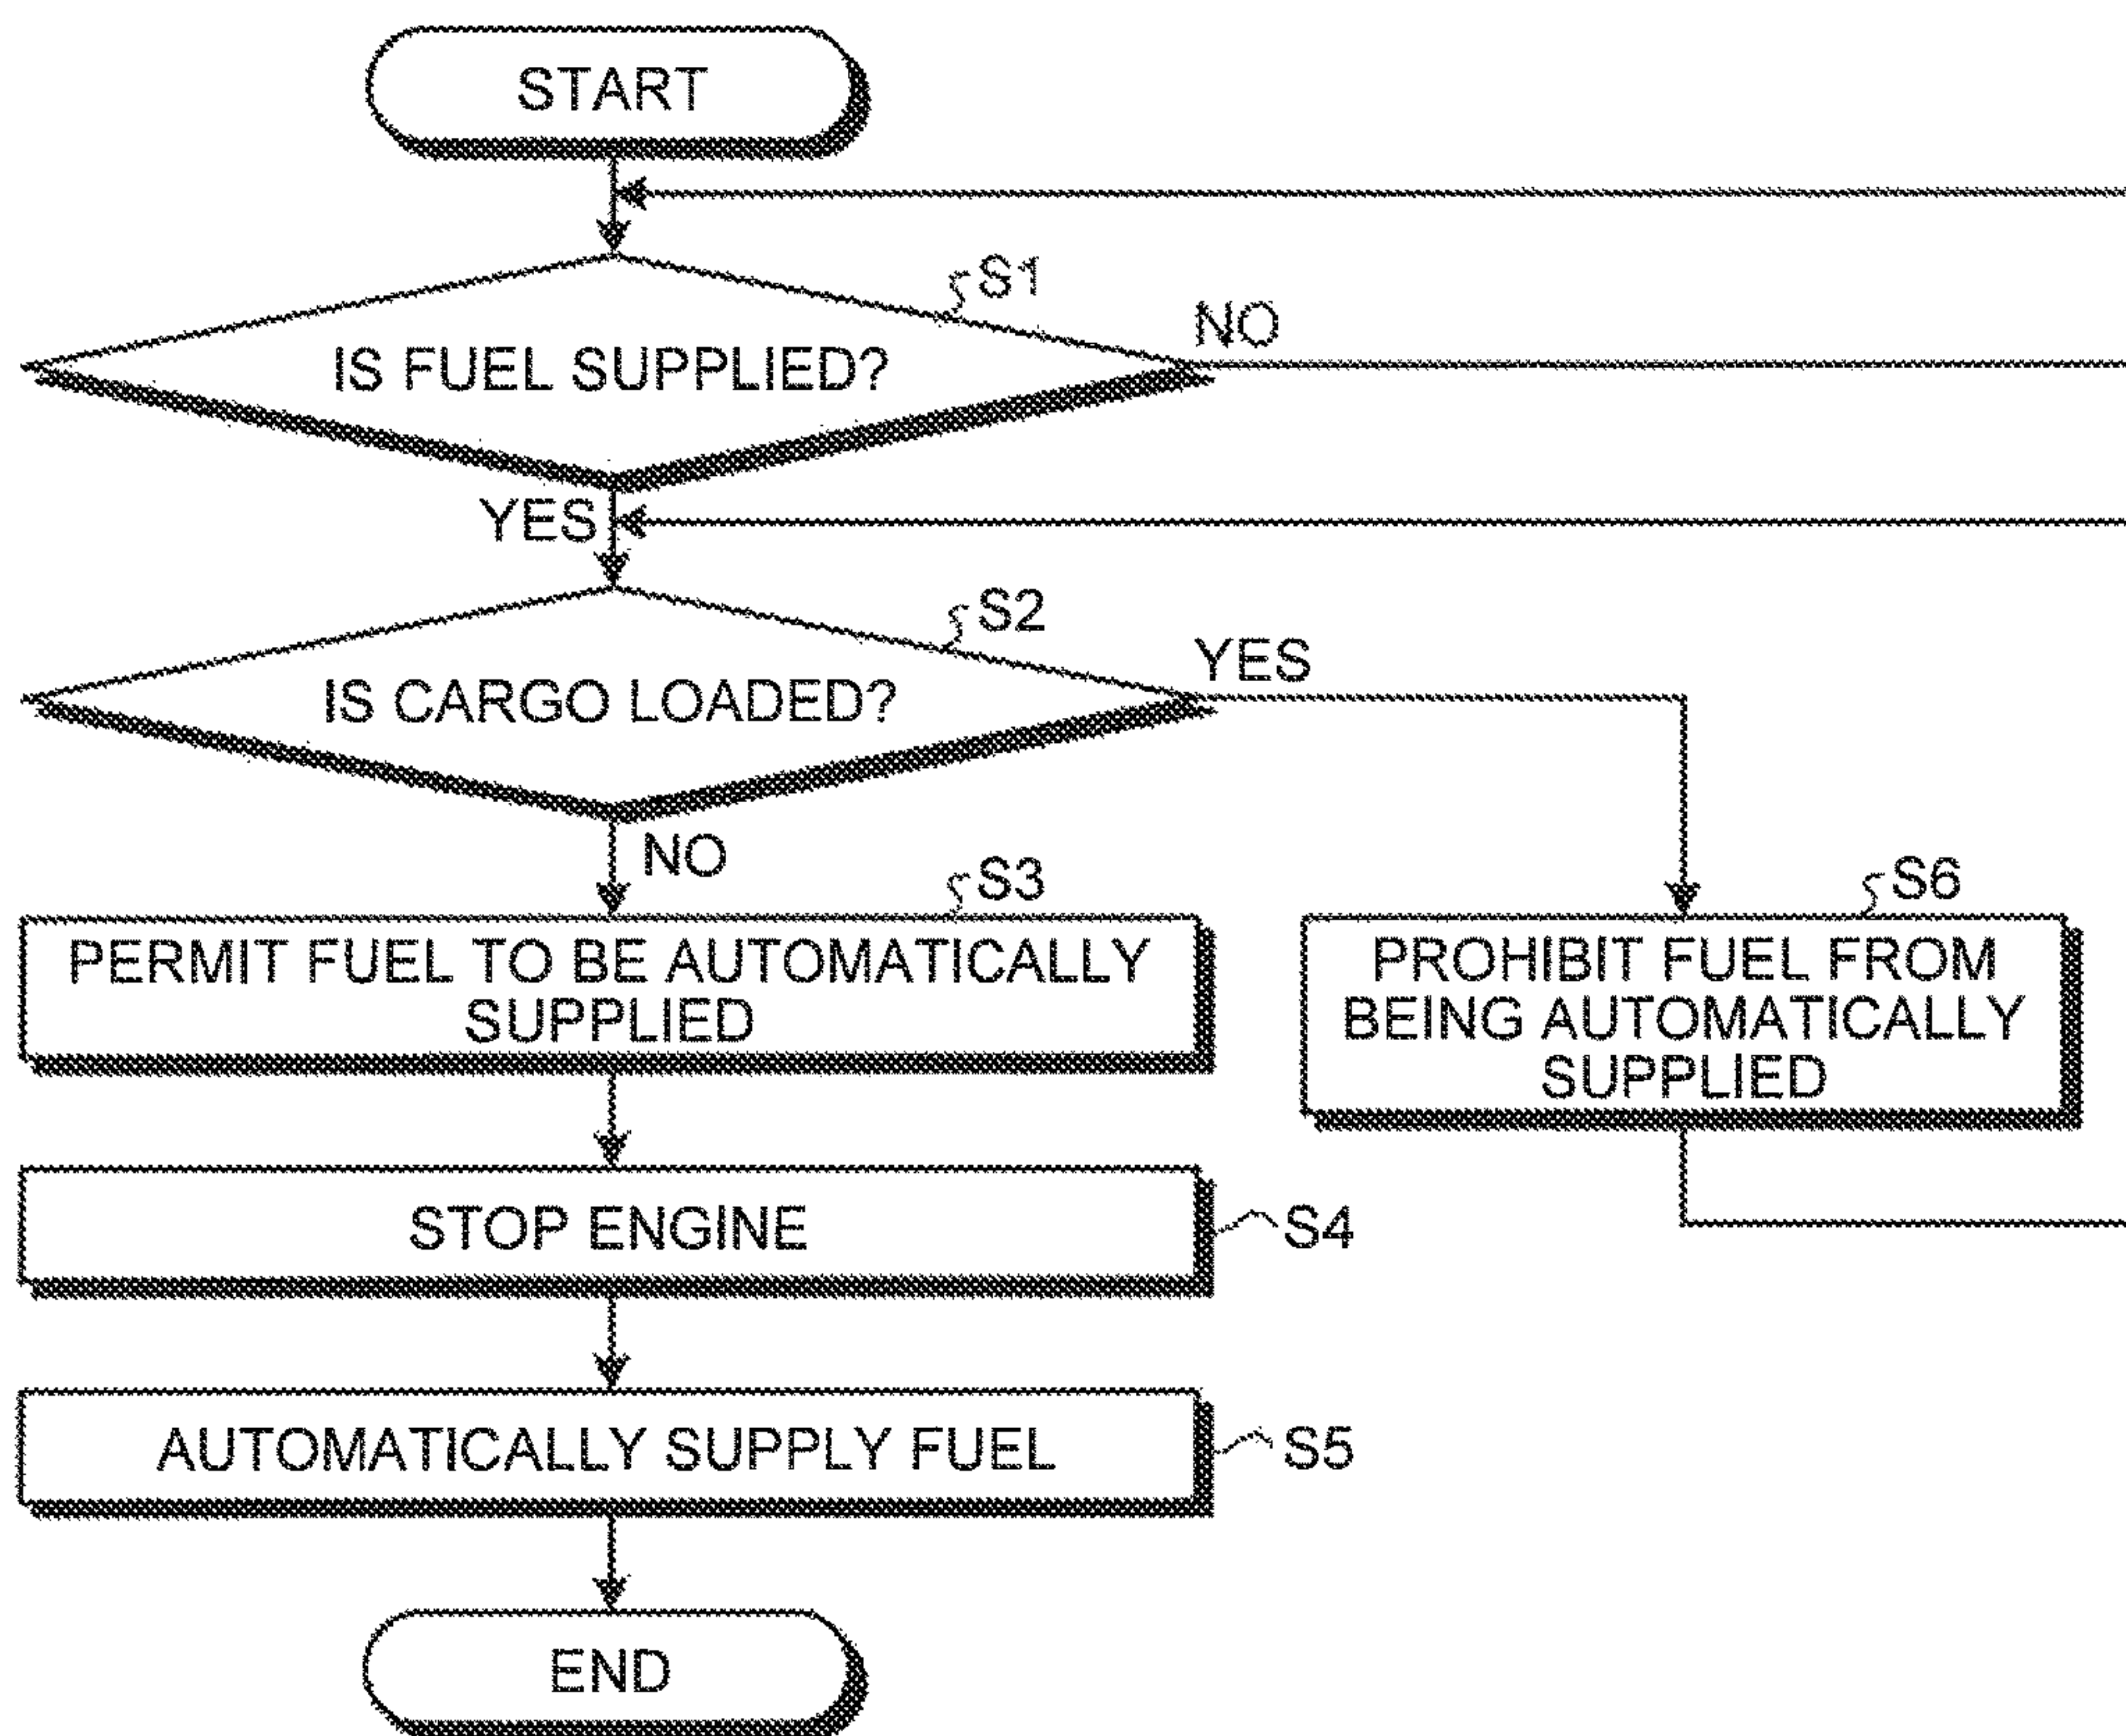 START
S1
IS FUEL SUPPLIED?
NO
YES
S2
IS CARGO LOADED?
YES
NO
S3
PERMIT FUEL TO BE AUTOMATICALLY
SUPPLIED
S6
PROHIBIT FUEL FROM
BEING AUTOMATICALLY
SUPPLIED
STOP ENGINE
S4
AUTOMATICALLY SUPPLY FUEL
S5
END